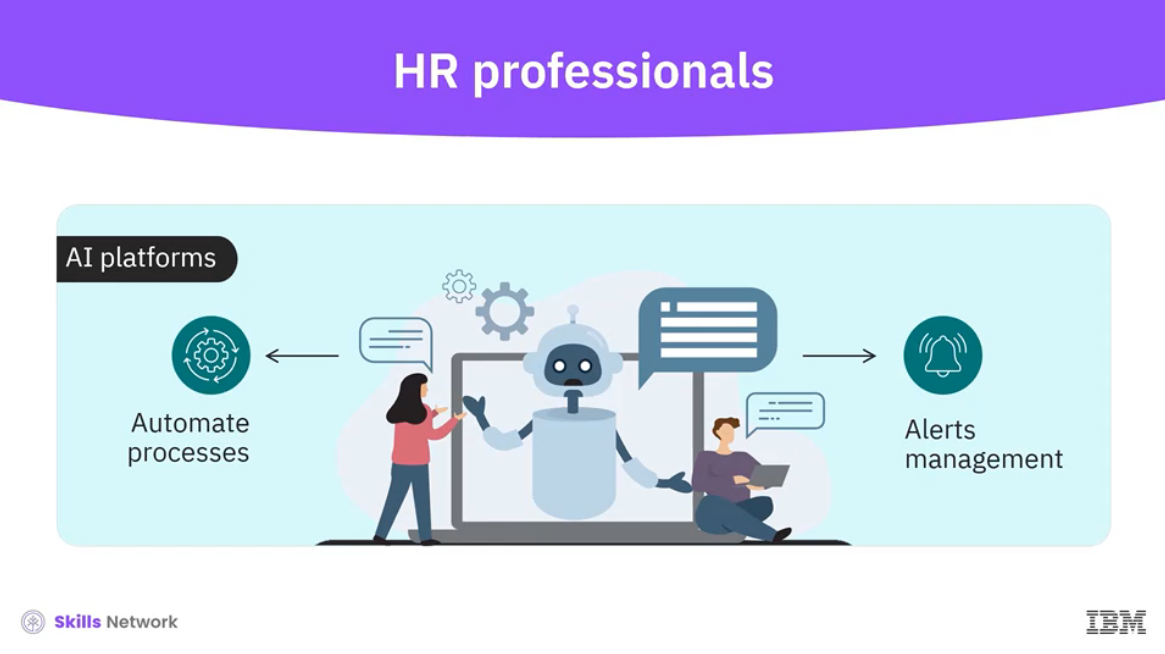 HR professionals
AI platforms
Automate
processes
Alerts
management
Skills Network
IBM